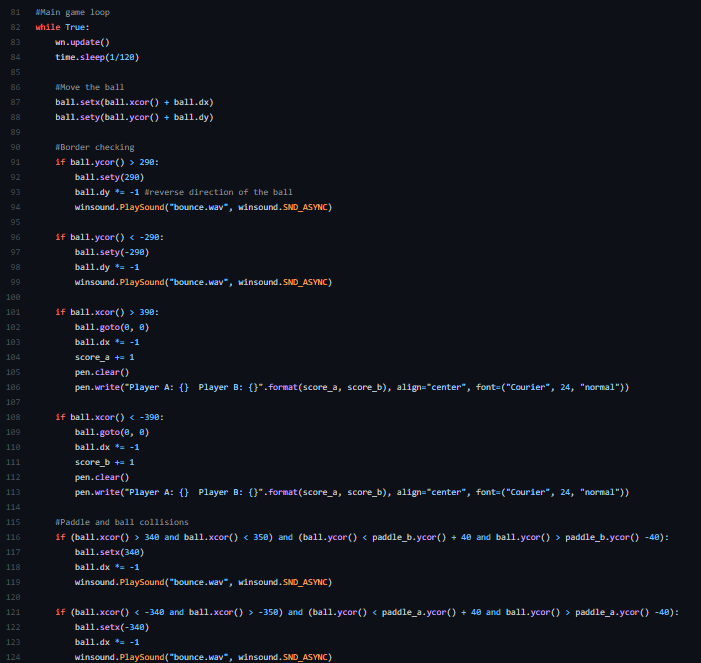 81 #Main game loop
82 while True:
83     wn.update()
84     time.sleep(1/120)
85
86     #Move the ball
87     ball.setx(ball.xcor() + ball.dx)
88     ball.sety(ball.ycor() + ball.dy)
89
90     #Border checking
91     if ball.ycor() > 290:
92         ball.sety(290)
93         ball.dy *= -1 #reverse direction of the ball
94         winsound.PlaySound("bounce.wav", winsound.SND_ASYNC)
95
96     if ball.ycor() < -290:
97         ball.sety(-290)
98         ball.dy *= -1
99         winsound.PlaySound("bounce.wav", winsound.SND_ASYNC)
100
101     if ball.xcor() > 390:
102         ball.goto(0, 0)
103         ball.dx *= -1
104         score_a += 1
105         pen.clear()
106         pen.write("Player A: {}  Player B: {}".format(score_a, score_b), align="center", font=("Courier", 24, "normal"))
107
108     if ball.xcor() < -390:
109         ball.goto(0, 0)
110         ball.dx *= -1
111         score_b += 1
112         pen.clear()
113         pen.write("Player A: {}  Player B: {}".format(score_a, score_b), align="center", font=("Courier", 24, "normal"))
114
115     #Paddle and ball collisions
116     if (ball.xcor() > 340 and ball.xcor() < 350) and (ball.ycor() < paddle_b.ycor() + 40 and ball.ycor() > paddle_b.ycor() -40):
117         ball.setx(340)
118         ball.dx *= -1
119         winsound.PlaySound("bounce.wav", winsound.SND_ASYNC)
120
121     if (ball.xcor() < -340 and ball.xcor() > -350) and (ball.ycor() < paddle_a.ycor() + 40 and ball.ycor() > paddle_a.ycor() -40):
122         ball.setx(-340)
123         ball.dx *= -1
124         winsound.PlaySound("bounce.wav", winsound.SND_ASYNC)